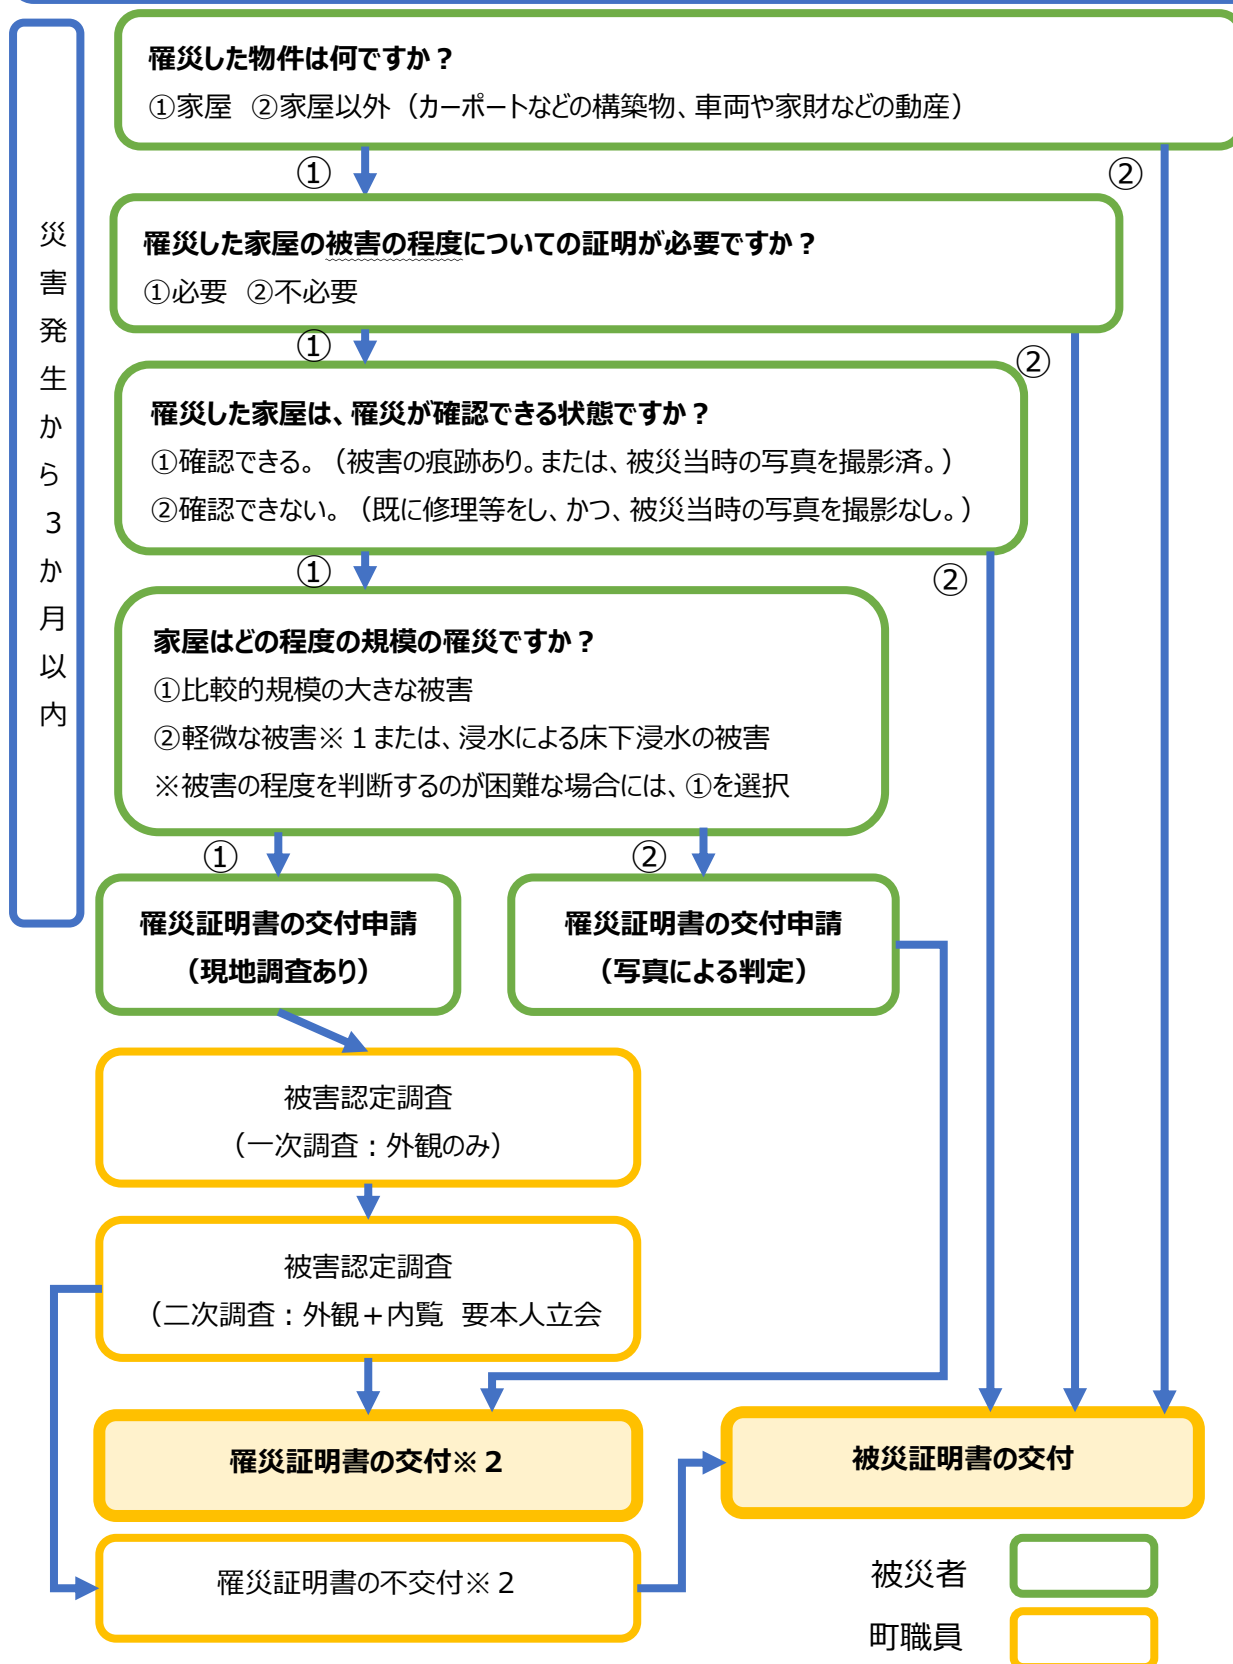 罹災した物件は何ですか?
①家屋 ②家屋以外(カーポートなどの構築物、車両や家財などの動産)
①
②
災害発生から3か月以内
罹災した家屋の被害の程度についての証明が必要ですか?
①必要 ②不必要
①
②
罹災した家屋は、罹災が確認できる状態ですか?
①確認できる。(被害の痕跡あり。または、被災当時の写真を撮影済。)
②確認できない。(既に修理等をし、かつ、被災当時の写真を撮影なし。)
①
②
家屋はどの程度の規模の罹災ですか?
①比較的規模の大きな被害
②軽微な被害※1または、浸水による床下浸水の被害
※被害の程度を判断するのが困難な場合には、①を選択
①
②
罹災証明書の交付申請
(現地調査あり)
罹災証明書の交付申請
(写真による判定)
被害認定調査
(一次調査:外観のみ)
被害認定調査
(二次調査:外観+内覧 要本人立会
罹災証明書の交付※2
被災証明書の交付
罹災証明書の不交付※2
被災者
町職員